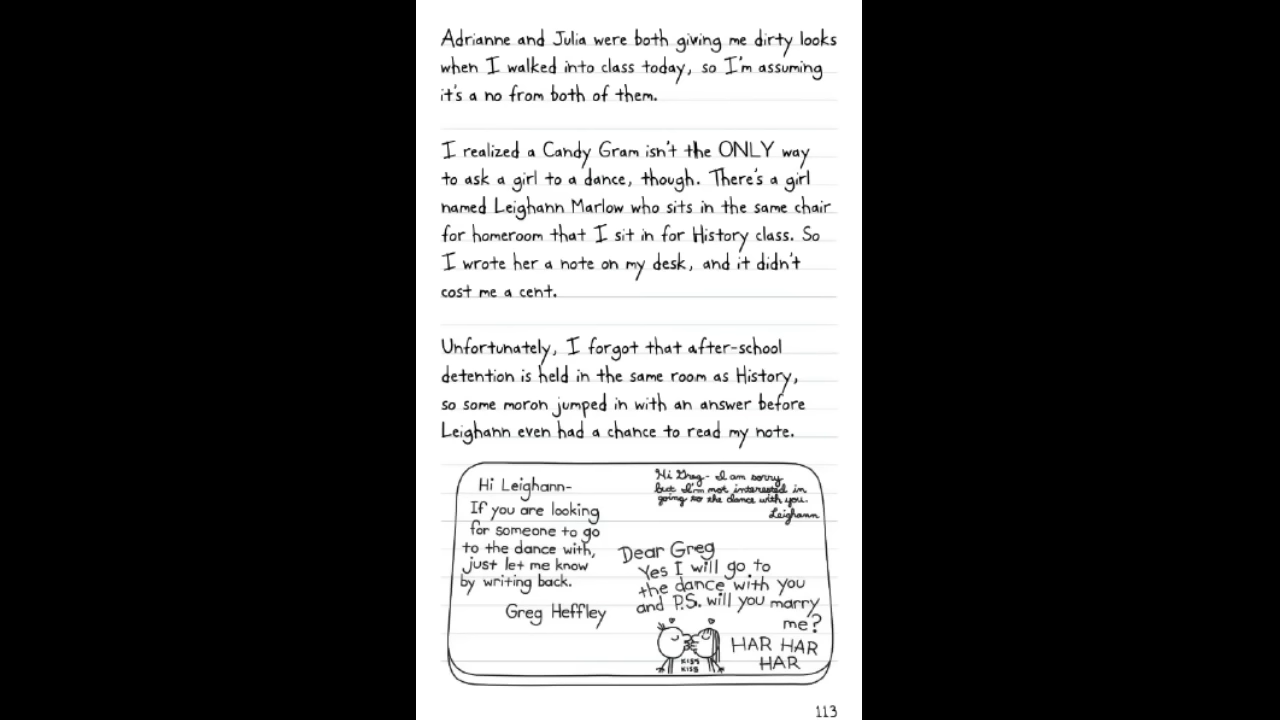 Adrianne and Julia were both giving me dirty looks
when I walked into class today, so I'm assuming
it's a no from both of them.
I realized a Candy Gram isn't the ONLY way
to ask a girl to a dance, though. There's a girl
named Leighann Marlow who sits in the same chair
for homeroom that I sit in for History class. So
I wrote her a note on my desk, and it didn't
cost me a cent.
Unfortunately, I forgot that after-school
detention is held in the same room as History,
so some moron jumped in with an answer before
Leighann even had a chance to read my note.
Hi Leighann-
If you are looking
for someone to go
to the dance with,
just let me know
by writing back.
Greg Heffley
Hi Greg- I am sorry
but I'm not interested in
going to the dance with you.
Leighann
Dear Greg
Yes I will go to
the dance with you
and P.S. will you marry
me?
KISS
KISS
HAR HAR
HAR
113